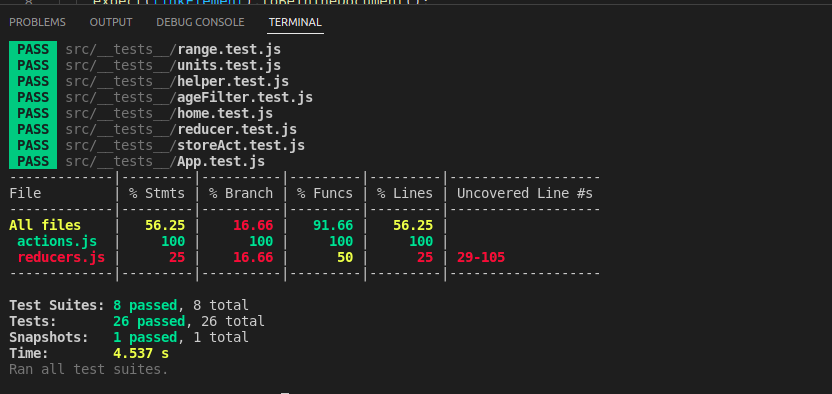 PROBLEMS OUTPUT DEBUG CONSOLE TERMINAL
PASS src/__tests__/range.test.js
PASS src/__tests__/units.test.js
PASS src/__tests__/helper.test.js
PASS src/__tests__/ageFilter.test.js
PASS src/__tests__/home.test.js
PASS src/__tests__/reducer.test.js
PASS src/__tests__/storeAct.test.js
PASS src/__tests__/App.test.js
-------------|---------|----------|---------|---------|-------------------
File | % Stmts | % Branch | % Funcs | % Lines | Uncovered Line #s
-------------|---------|----------|---------|---------|-------------------
All files | 56.25 | 16.66 | 91.66 | 56.25 |
actions.js | 100 | 100 | 100 | 100 |
reducers.js | 25 | 16.66 | 50 | 25 | 29-105
-------------|---------|----------|---------|---------|-------------------
Test Suites: 8 passed, 8 total
Tests: 26 passed, 26 total
Snapshots: 1 passed, 1 total
Time: 4.537 s
Ran all test suites.